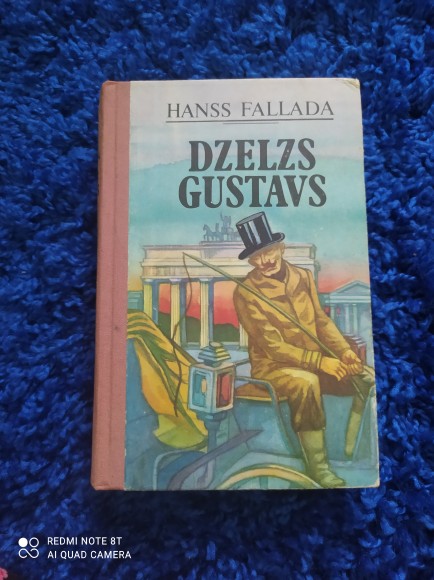 HANSS FALLADA
DZELZS
GUSTAVS
REDMI NOTE 8T
AI QUAD CAMERA